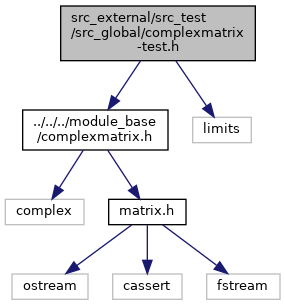 src_external/src_test
/src_global/complexmatrix
-test.h
../../../module_base
/complexmatrix.h
limits
complex
matrix.h
ostream
cassert
fstream